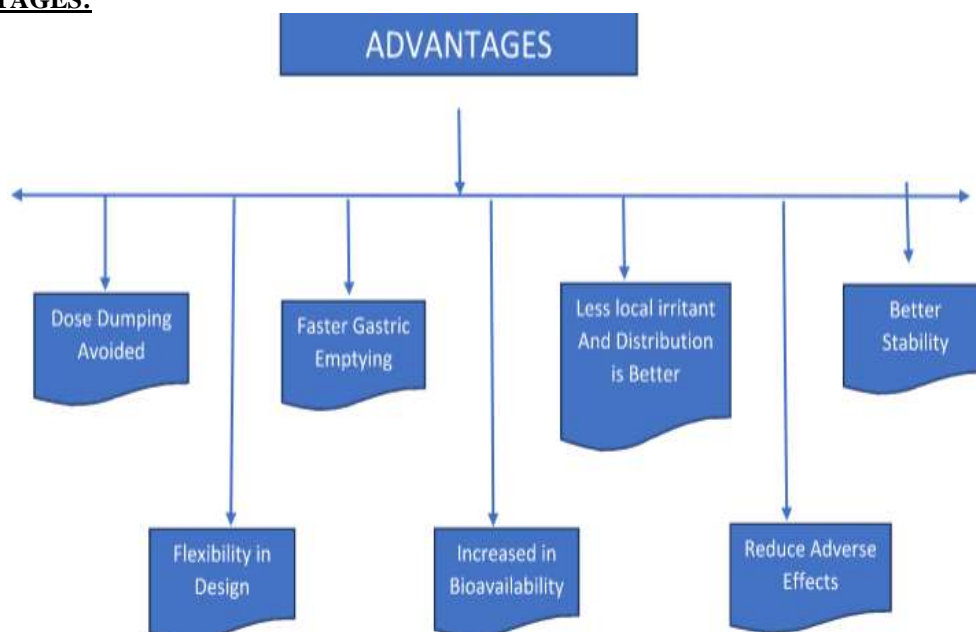 TAGES:
ADVANTAGES
Dose Dumping
Avoided
Faster Gastric
Emptying
Less local irritant
And Distribution
is Better
Better
Stability
Flexibility in
Design
Increased in
Bioavailability
Reduce Adverse
Effects